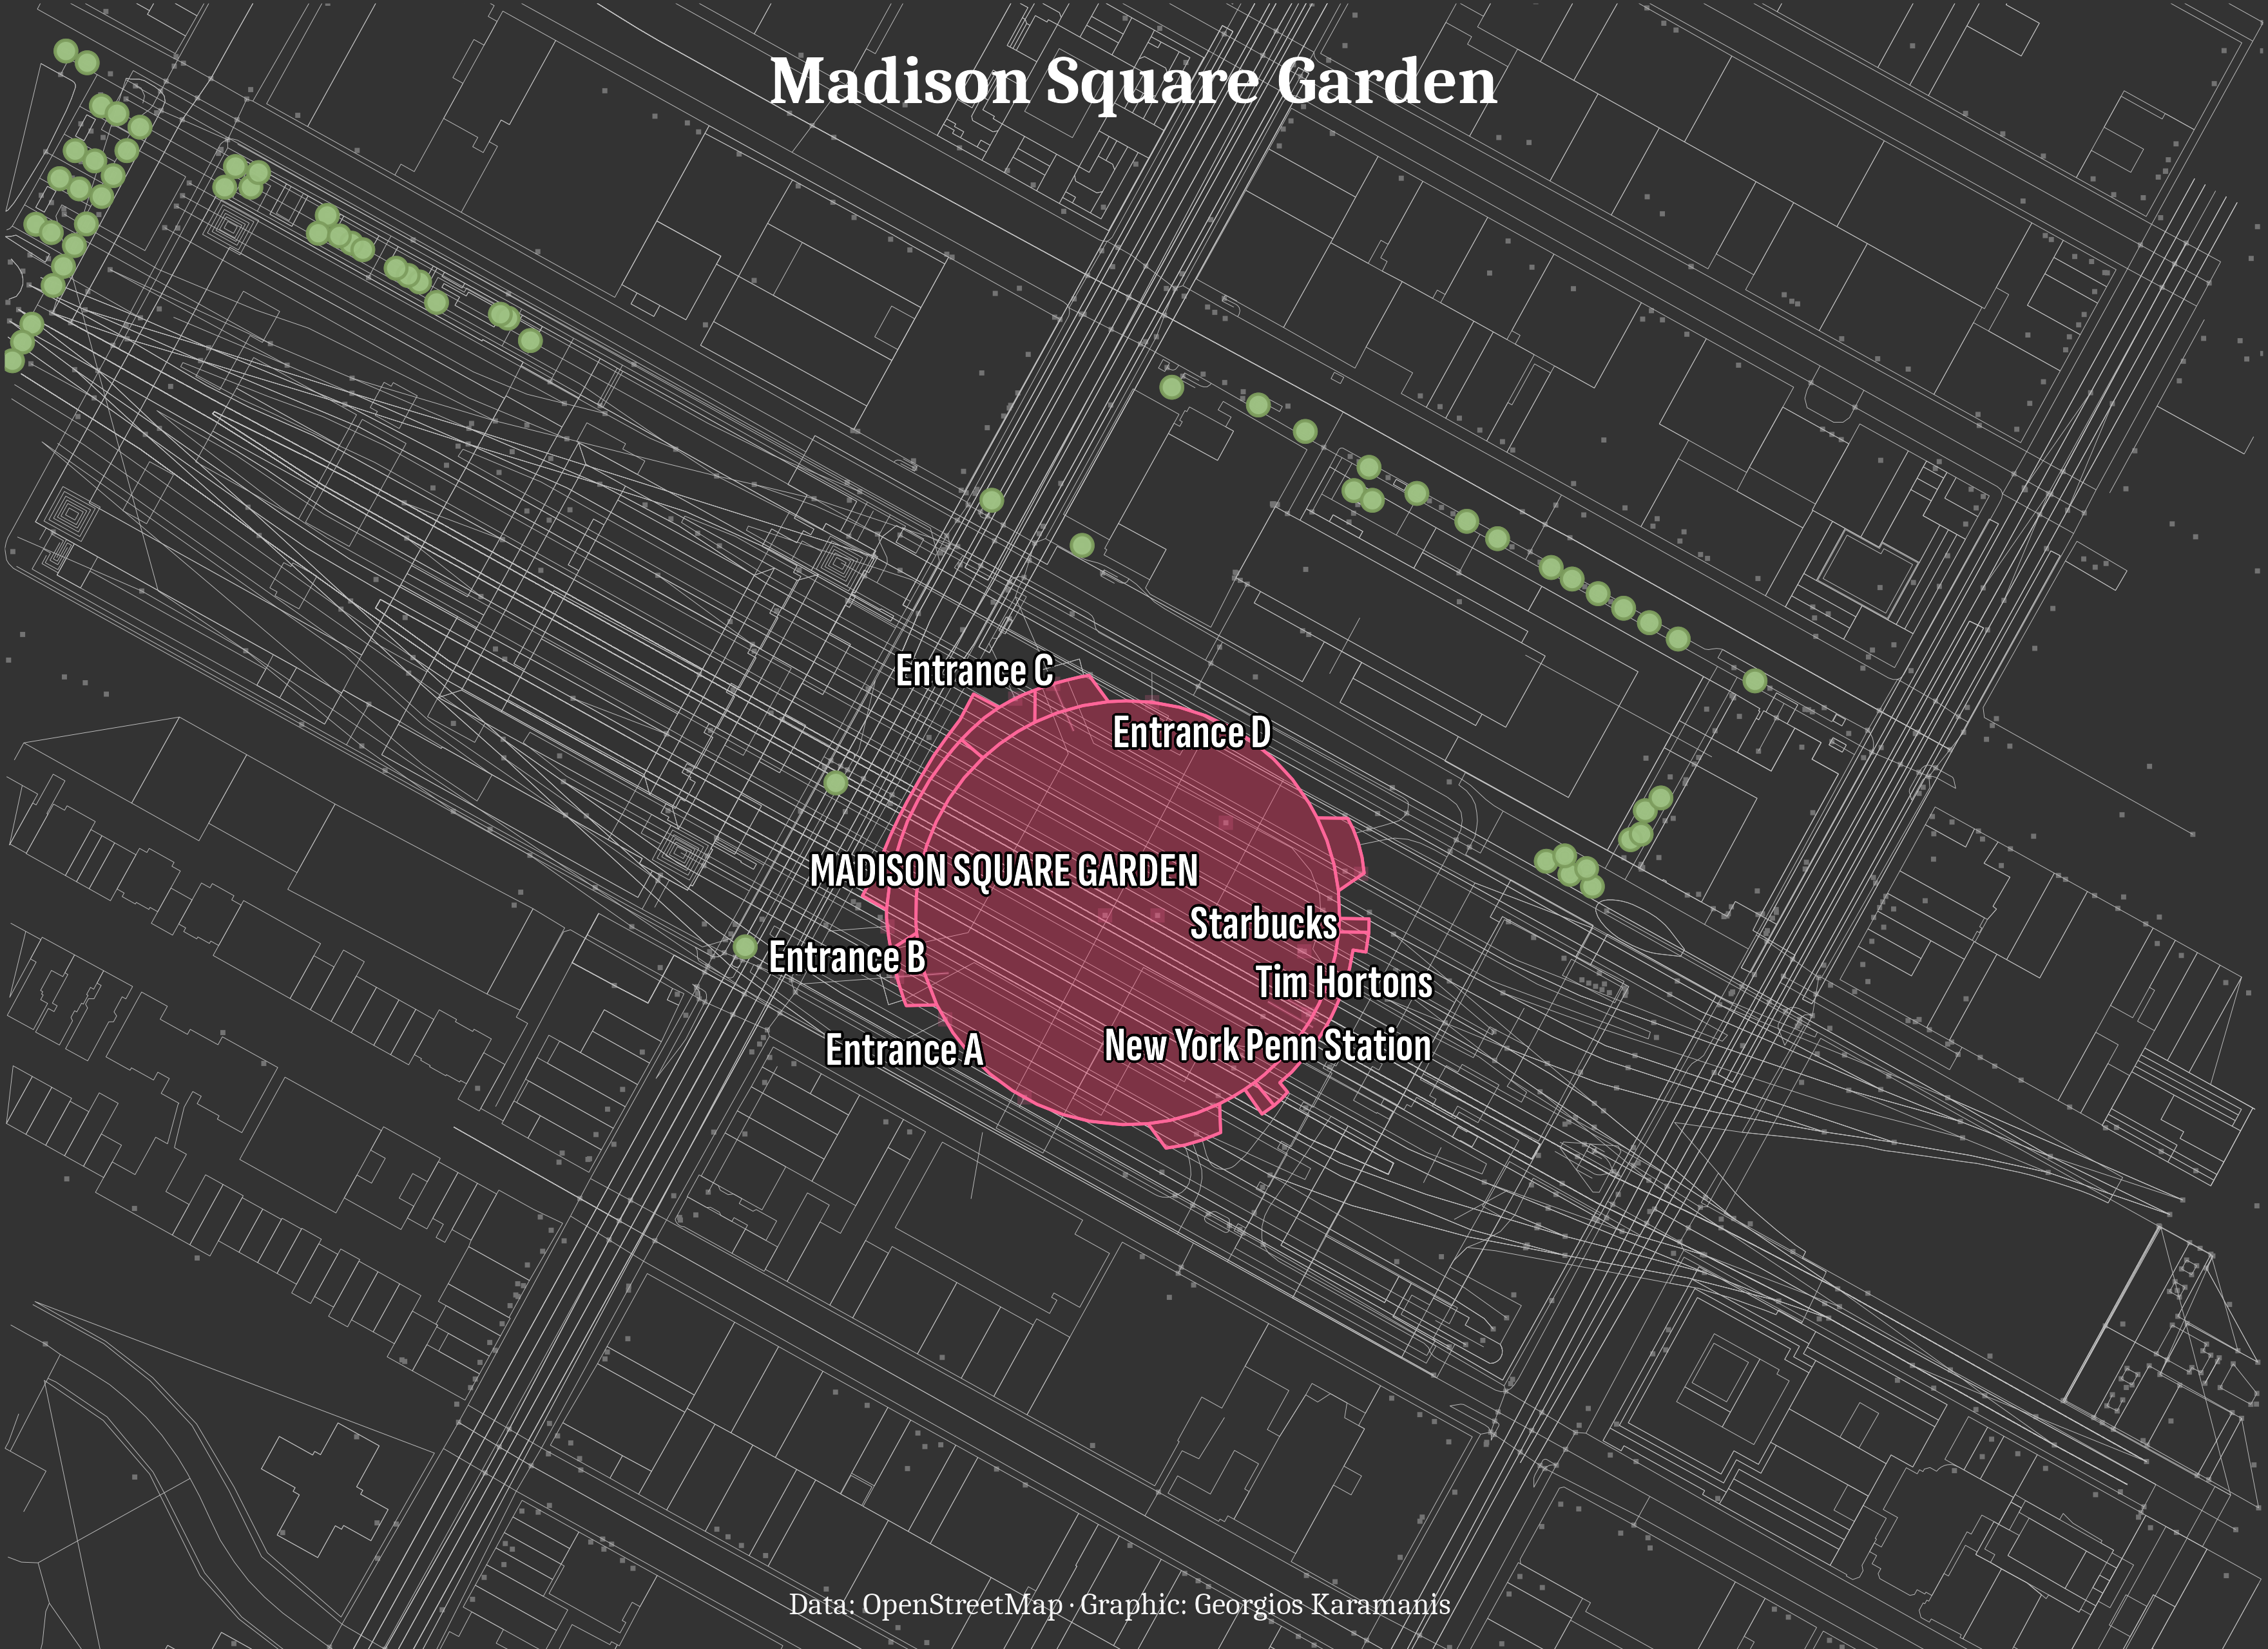 Madison Square Garden
Entrance C
Entrance D
MADISON SQUARE GARDEN
Starbucks
Entrance B
Tim Hortons
Entrance A
New York Penn Station
Data: OpenStreetMap · Graphic: Georgios Karamanis